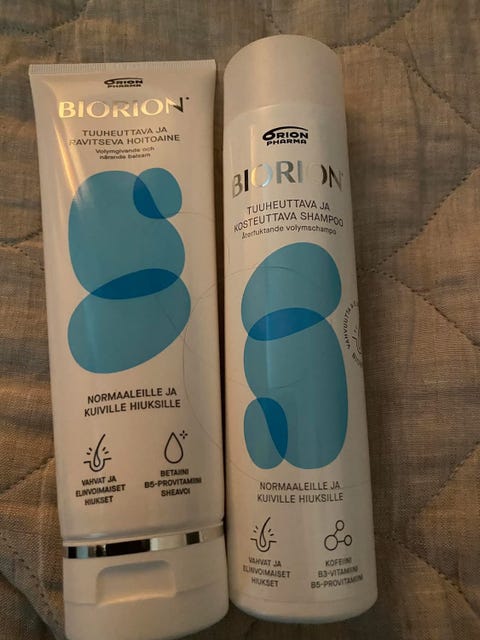 ORION
PHARMA
BIORION
TUUHEUTTAVA JA
RAVITSEVA HOITOAINE
Volymgivande och
närande balsam
NORMAALEILLE JA
KUIVILLE HIUKSILLE
VAHVAT JA
ELINVOIMAISET
HIUKSET
BETAIINI
B5-PROVITAMIINI
SHEAVOI
ORION
PHARMA
BIORION
TUUHEUTTAVA JA
KOSTEUTTAVA SHAMPOO
Återfuktande volymschampo
NORMAALEILLE JA
KUIVILLE HIUKSILLE
VAHVAT JA
ELINVOIMAISET
HIUKSET
KOFEIINI
B3-VITAMIINI
B5-PROVITAMIINI